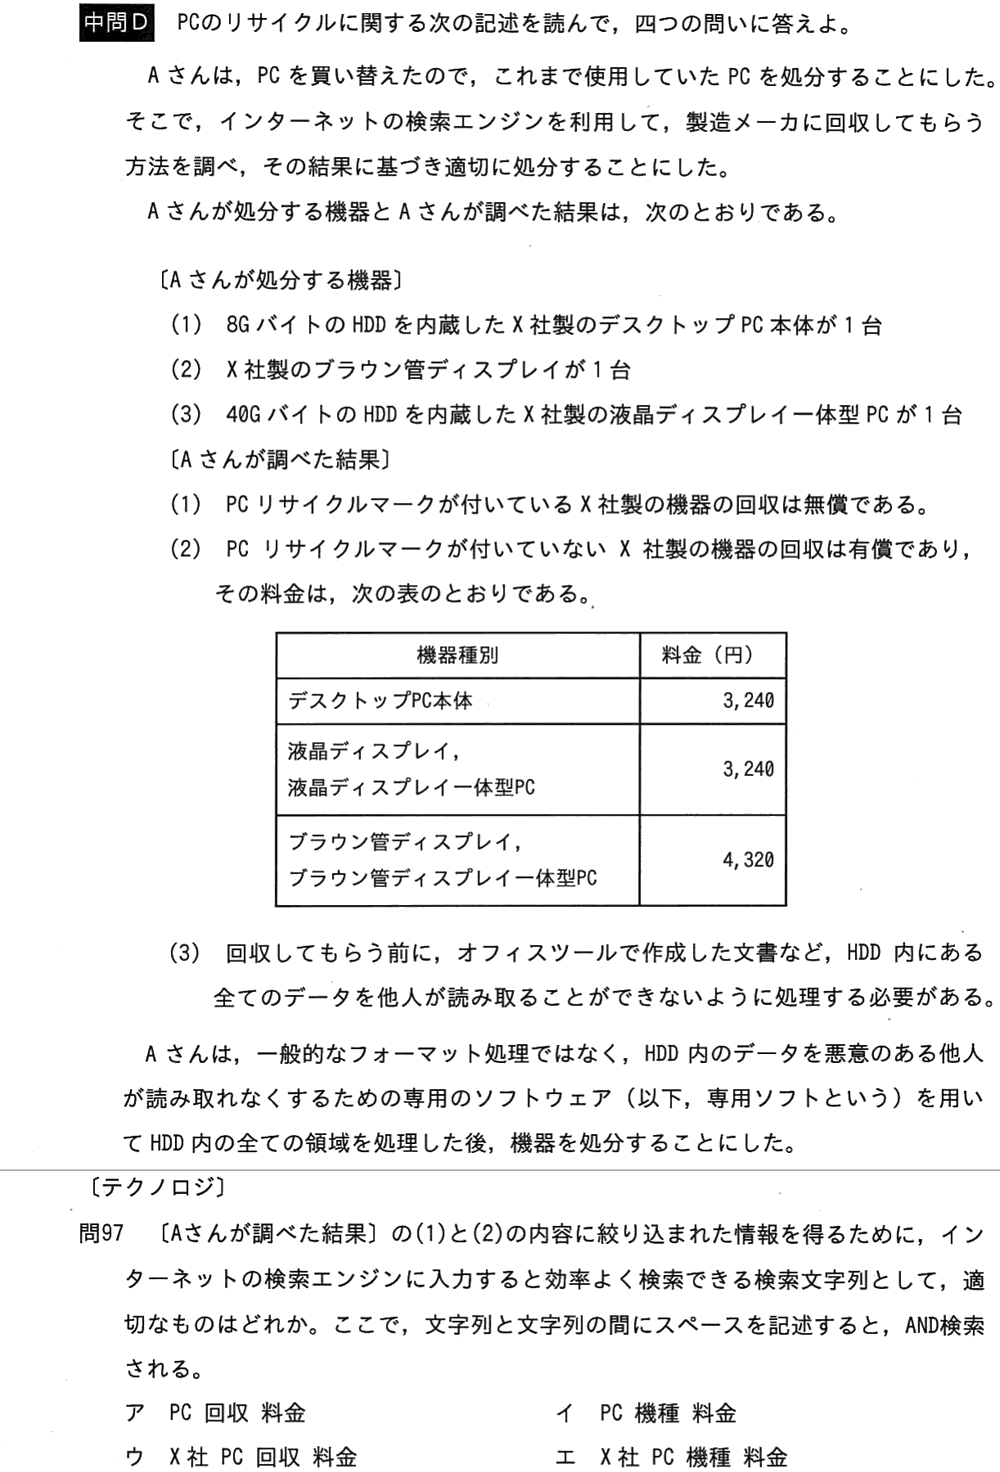 中問D PCのリサイクルに関する次の記述を読んで，四つの問いに答えよ。
Aさんは，PCを買い替えたので，これまで使用していたPCを処分することにした。
そこで，インターネットの検索エンジンを利用して，製造メーカに回収してもらう
方法を調べ，その結果に基づき適切に処分することにした。
Aさんが処分する機器とAさんが調べた結果は，次のとおりである。
〔Aさんが処分する機器〕
(1) 8GバイトのHDDを内蔵したX社製のデスクトップPC本体が1台
(2) X社製のブラウン管ディスプレイが1台
(3) 40GバイトのHDDを内蔵したX社製の液晶ディスプレイ一体型PCが1台
〔Aさんが調べた結果〕
(1) PCリサイクルマークが付いているX社製の機器の回収は無償である。
(2) PC リサイクルマークが付いていない X 社製の機器の回収は有償であり，
その料金は，次の表のとおりである。
機器種別 料金（円）
デスクトップPC本体 3,240
液晶ディスプレイ，
液晶ディスプレイ一体型PC 3,240
ブラウン管ディスプレイ，
ブラウン管ディスプレイ一体型PC 4,320
(3) 回収してもらう前に，オフィスツールで作成した文書など，HDD 内にある
全てのデータを他人が読み取ることができないように処理する必要がある。
Aさんは，一般的なフォーマット処理ではなく，HDD内のデータを悪意のある他人
が読み取れなくするための専用のソフトウェア（以下，専用ソフトという）を用い
てHDD内の全ての領域を処理した後，機器を処分することにした。
〔テクノロジ〕
問97 〔Aさんが調べた結果〕の(1)と(2)の内容に絞り込まれた情報を得るために，イン
ターネットの検索エンジンに入力すると効率よく検索できる検索文字列として，適
切なものはどれか。ここで，文字列と文字列の間にスペースを記述すると，AND検索
される。
ア PC 回収 料金 イ PC 機種 料金
ウ X社 PC 回収 料金 エ X社 PC 機種 料金